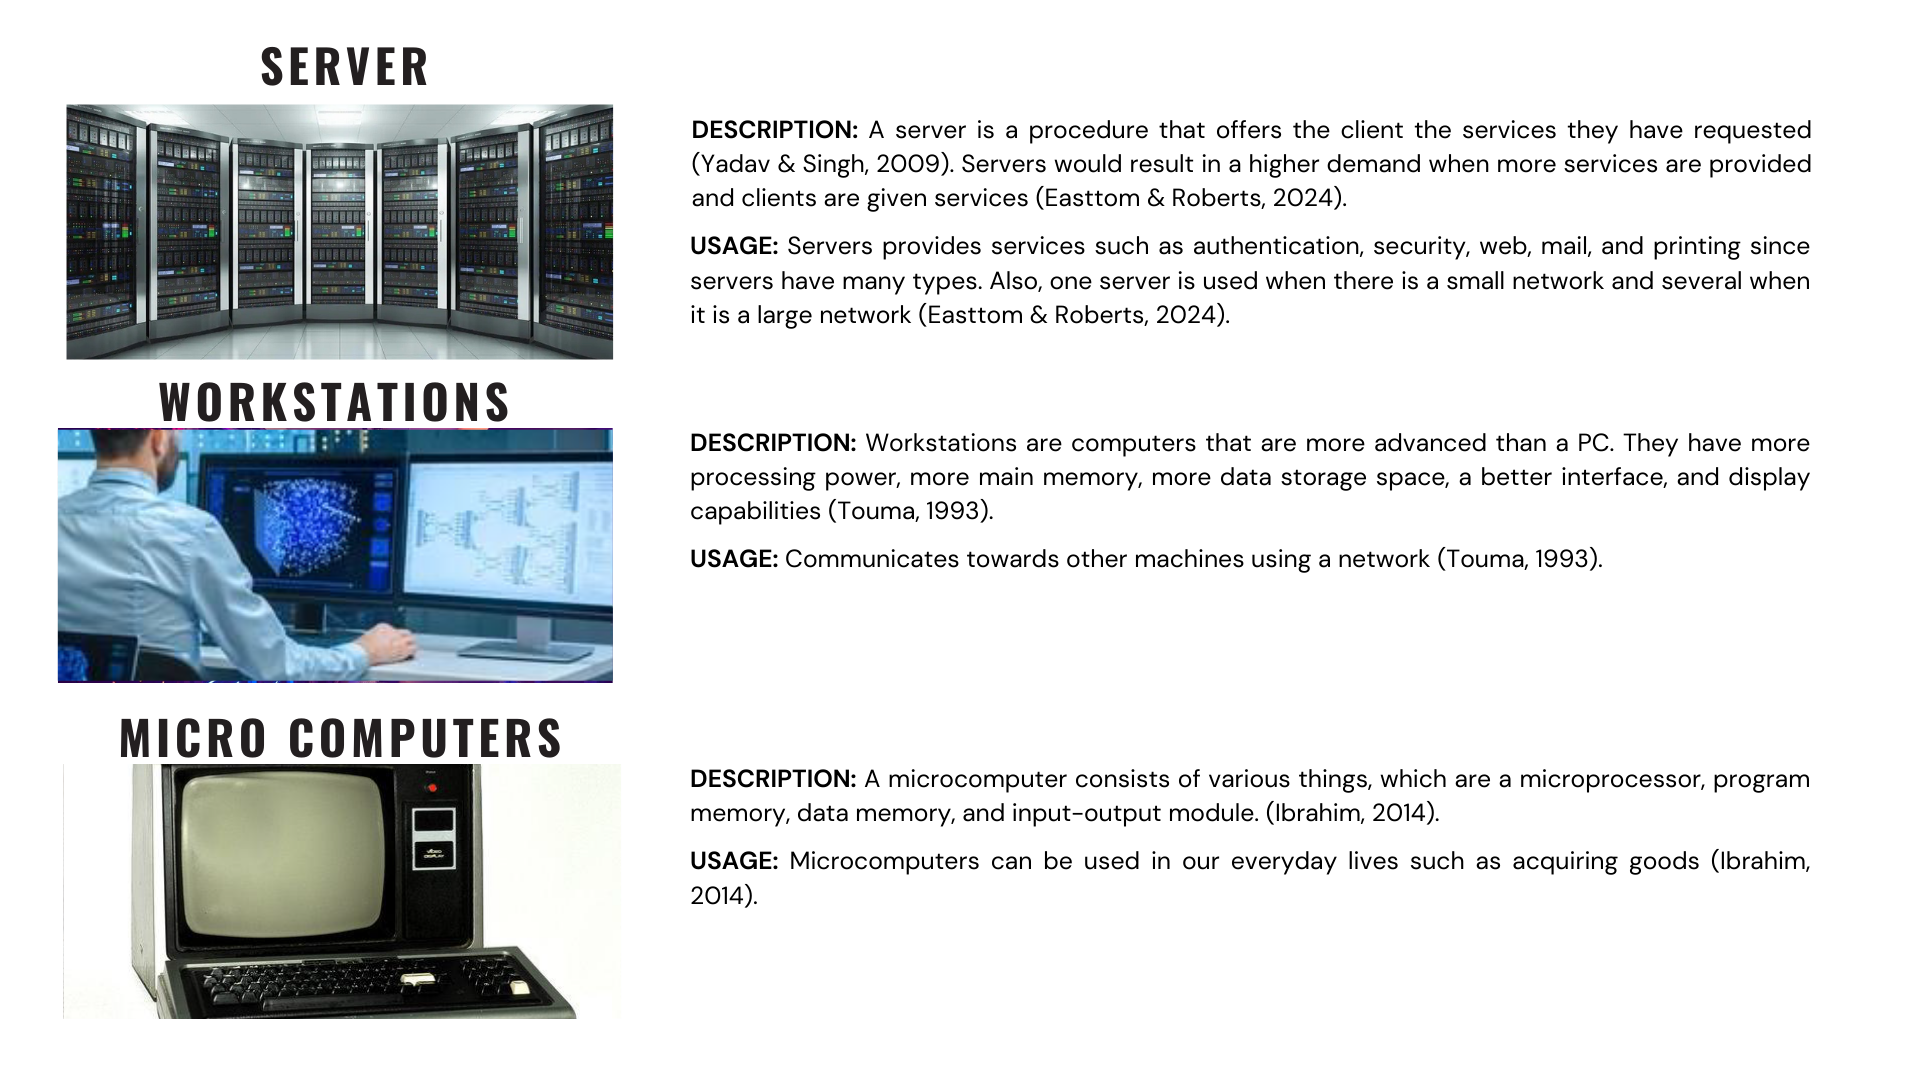 SERVER
DESCRIPTION: A server is a procedure that offers the client the services they have requested
(Yadav & Singh, 2009). Servers would result in a higher demand when more services are provided
and clients are given services (Easttom & Roberts, 2024).
USAGE: Servers provides services such as authentication, security, web, mail, and printing since
servers have many types. Also, one server is used when there is a small network and several when
it is a large network (Easttom & Roberts, 2024).
WORKSTATIONS
DESCRIPTION: Workstations are computers that are more advanced than a PC. They have more
processing power, more main memory, more data storage space, a better interface, and display
capabilities (Touma, 1993).
USAGE: Communicates towards other machines using a network (Touma, 1993).
MICRO COMPUTERS
DESCRIPTION: A microcomputer consists of various things, which are a microprocessor, program
memory, data memory, and input-output module. (Ibrahim, 2014).
USAGE: Microcomputers can be used in our everyday lives such as acquiring goods (Ibrahim,
2014).
VIDEO
DISPLAY